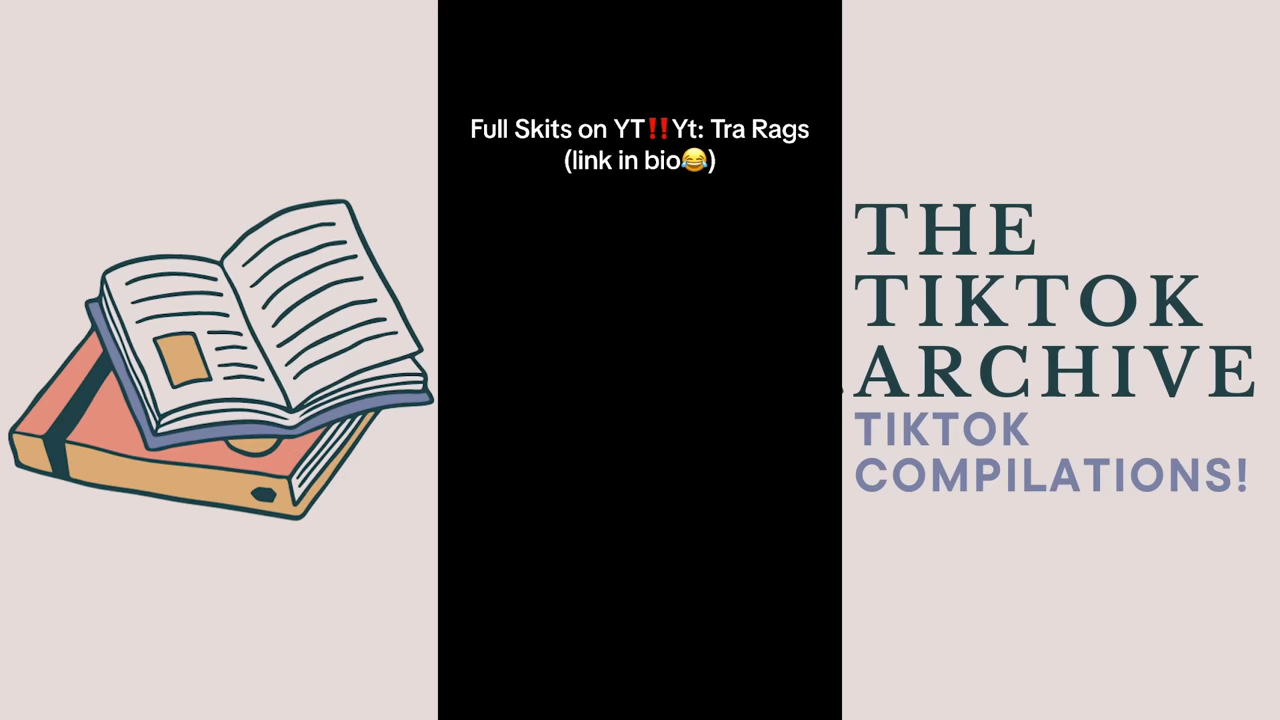 Full Skits on YT‼️Yt: Tra Rags
(link in bio😂)
THE
TIKTOK
ARCHIVE
TIKTOK
COMPILATIONS!